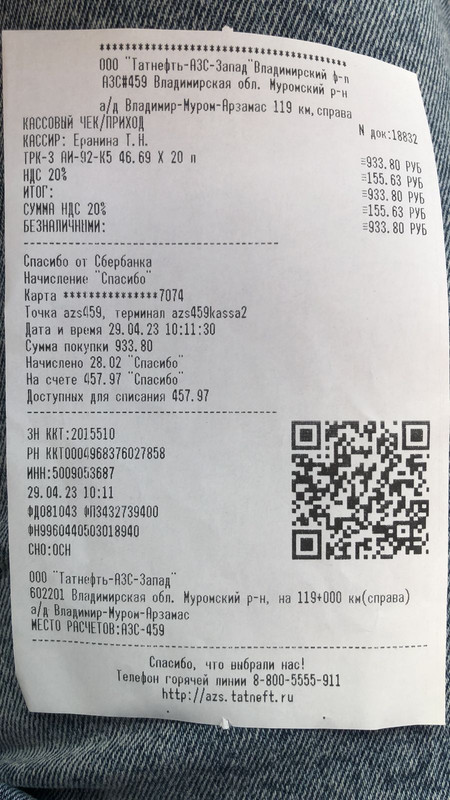 ****************************************
ООО "Татнефть-АЗС-Запад"Владимирский ф-л
АЗС#459 Владимирская обл. Муромский р-н
а/д Владимир-Муром-Арзамас 119 км,справа
КАССОВЫЙ ЧЕК/ПРИХОД N док:18832
КАССИР: Еранина Т.Н.
ТРК-3 АИ-92-К5 46.69 X 20 л =933.80 РУБ
НДС 20% =155.63 РУБ
ИТОГ: =933.80 РУБ
СУММА НДС 20% =155.63 РУБ
БЕЗНАЛИЧНЫМИ: =933.80 РУБ
Спасибо от Сбербанка
Начисление "Спасибо"
Карта ***************7074
Точка azs459, терминал azs459kassa2
Дата и время 29.04.23 10:11:30
Сумма покупки 933.80
Начислено 28.02 "Спасибо"
На счете 457.97 "Спасибо"
Доступных для списания 457.97
ЗН ККТ:2015510
РН ККТ0004968376027858
ИНН:5009053687
29.04.23 10:11
ФД081043 ФП3432739400
ФН9960440503018940
СНО:ОСН
ООО "Татнефть-АЗС-Запад"
602201 Владимирская обл. Муромский р-н, на 119+000 км(справа)
а/д Владимир-Муром-Арзамас
МЕСТО РАСЧЕТОВ:АЗС-459
Спасибо, что выбрали нас!
Телефон горячей линии 8-800-5555-911
http://azs.tatneft.ru